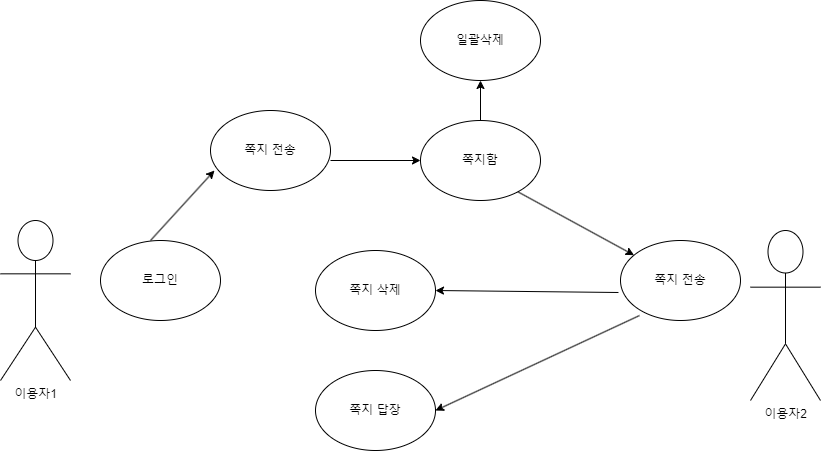 일괄삭제
쪽지 전송
쪽지함
로그인
쪽지 삭제
쪽지 전송
이용자1
쪽지 답장
이용자2